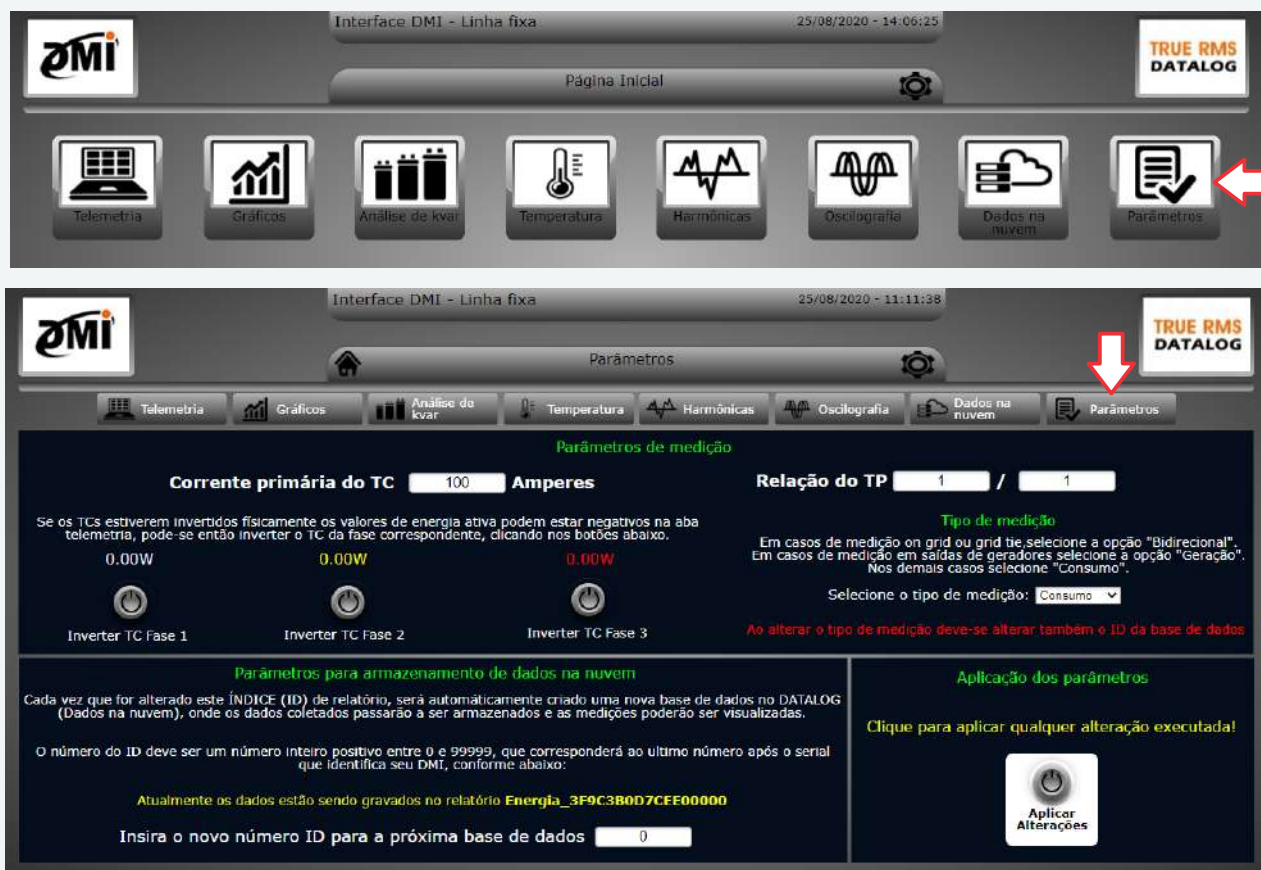 DMI
Interface DMI - Linha fixa
25/08/2020 - 14:06:25
TRUE RMS
DATALOG
Página Inicial
Telemetria
Gráficos
Análise de kvar
Temperatura
Harmônicas
Oscilografia
Dados na
nuvem
Parâmetros
DMI
Interface DMI - Linha fixa
25/08/2020 - 11:11:38
TRUE RMS
DATALOG
Parâmetros
Telemetria
Gráficos
Análise de
kvar
Temperatura
Harmônicas
Oscilografia
Dados na
nuvem
Parâmetros
Parâmetros de medição
Corrente primária do TC 100 Amperes
Relação do TP 1 / 1
Se os TCs estiverem invertidos físicamente os valores de energia ativa podem estar negativos na aba
telemetria, pode-se então inverter o TC da fase correspondente, clicando nos botões abaixo.
0.00W
0.00W
0.00W
Inverter TC Fase 1
Inverter TC Fase 2
Inverter TC Fase 3
Tipo de medição
Em casos de medição on grid ou grid tie,selecione a opção "Bidirecional".
Em casos de medição em saídas de geradores selecione a opção "Geração".
Nos demais casos selecione "Consumo".
Selecione o tipo de medição: Consumo
Ao alterar o tipo de medição deve-se alterar também o ID da base de dados
Parâmetros para armazenamento de dados na nuvem
Cada vez que for alterado este ÍNDICE (ID) de relatório, será automáticamente criado uma nova base de dados no DATALOG
(Dados na nuvem), onde os dados coletados passarão a ser armazenados e as medições poderão ser visualizadas.
O número do ID deve ser um número inteiro positivo entre 0 e 99999, que corresponderá ao ultimo número após o serial
que identifica seu DMI, conforme abaixo:
Atualmente os dados estão sendo gravados no relatório Energia_3F9C3B0D7CEE00000
Insira o novo número ID para a próxima base de dados 0
Aplicação dos parâmetros
Clique para aplicar qualquer alteração executada!
Aplicar
Alterações